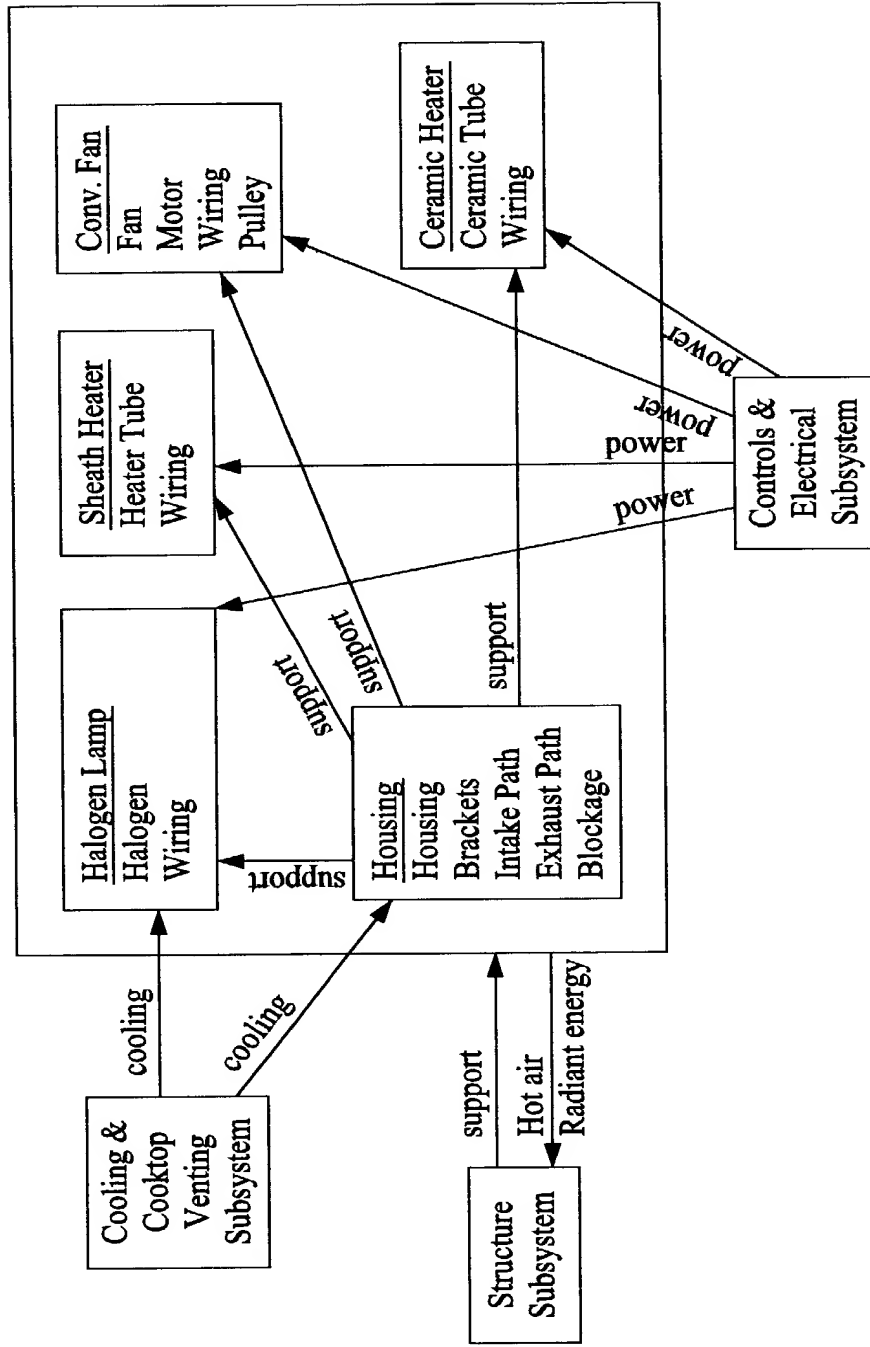 Cooling &
Cooktop
Venting
Subsystem
cooling
cooling
Halogen Lamp
Halogen
Wiring
Sheath Heater
Heater Tube
Wiring
Conv. Fan
Fan
Motor
Wiring
Pulley
support
support
support
support
Housing
Housing
Brackets
Intake Path
Exhaust Path
Blockage
Ceramic Heater
Ceramic Tube
Wiring
Structure
Subsystem
support
Hot air
Radiant energy
power
power
power
power
Controls &
Electrical
Subsystem